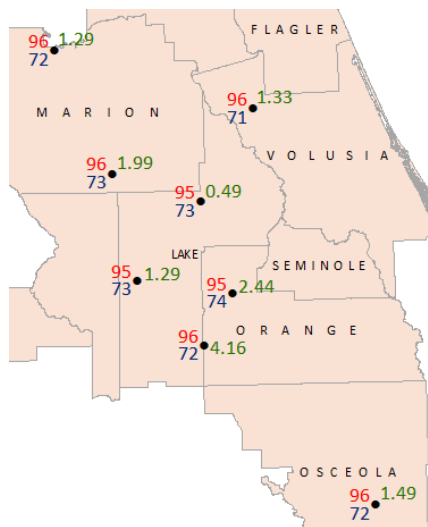 FLAGLER
96 1.29
72
96 1.33
71
MARION
VOLUSIA
96 1.99
73
95 0.49
73
LAKE
SEMINOLE
95 1.29
73
95 2.44
74
ORANGE
96
72 4.16
OSCEOLA
96 1.49
72